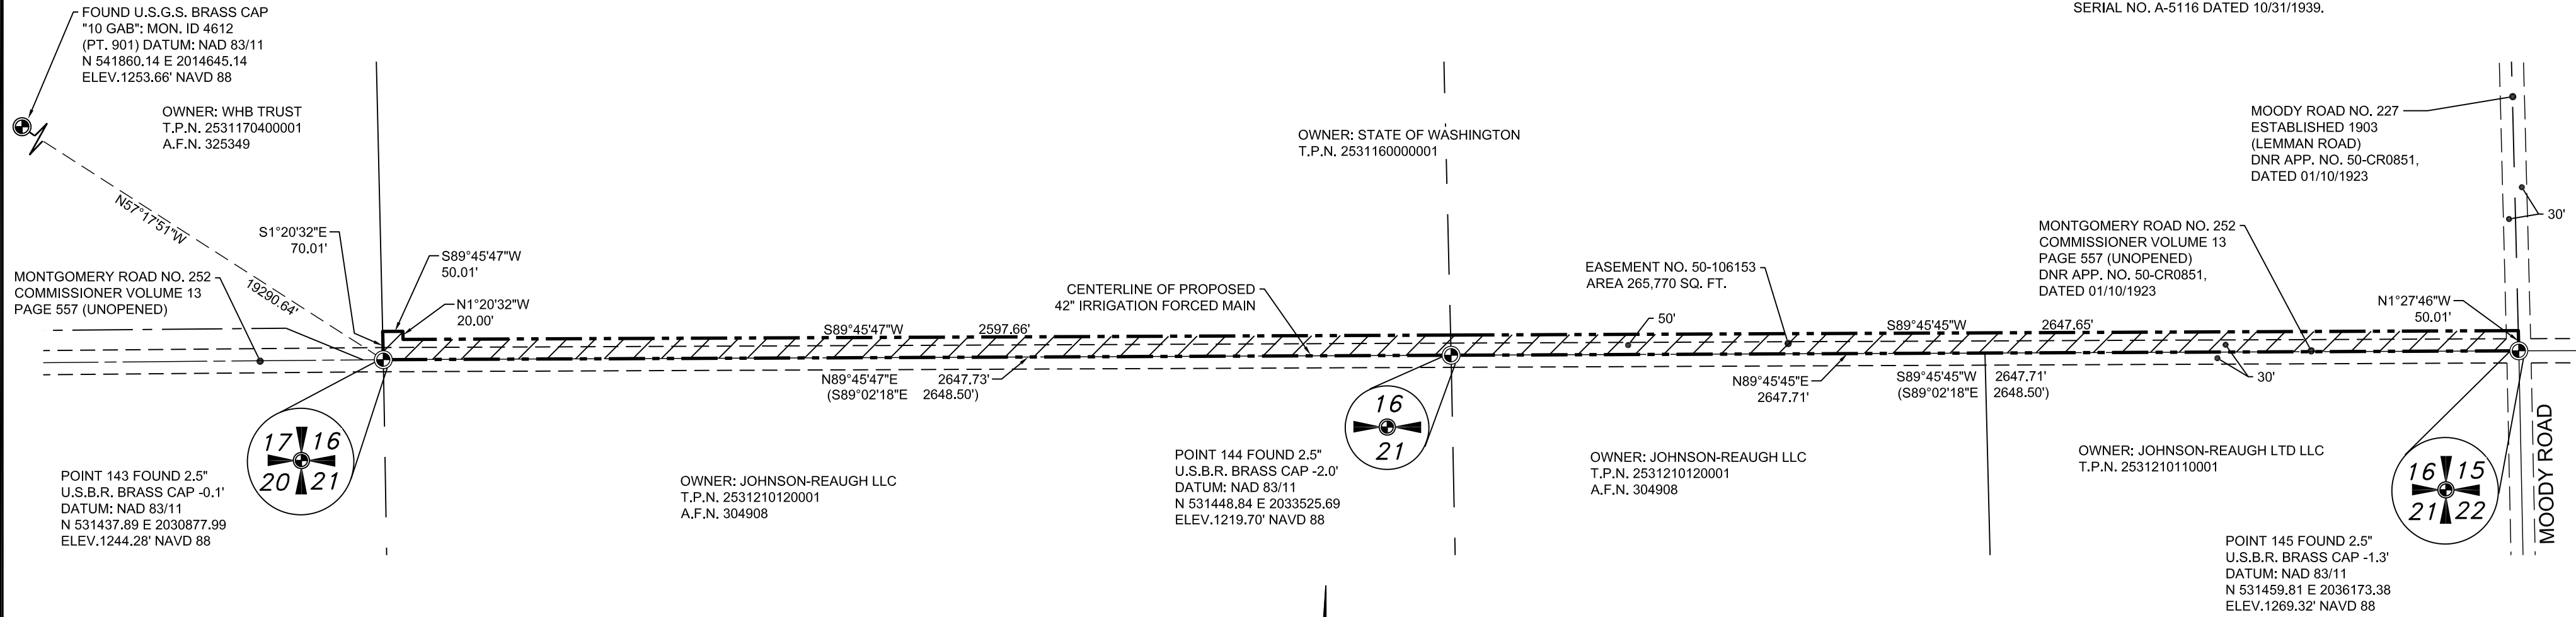 SERIAL NO. A-5116 DATED 10/31/1939.
FOUND U.S.G.S. BRASS CAP
"10 GAB": MON. ID 4612
(PT. 901) DATUM: NAD 83/11
N 541860.14 E 2014645.14
ELEV.1253.66' NAVD 88
OWNER: WHB TRUST
T.P.N. 2531170400001
A.F.N. 325349
N57°17'51"W
19290.64'
S1°20'32"E
70.01'
S89°45'47"W
50.01'
N1°20'32"W
20.00'
MONTGOMERY ROAD NO. 252
COMMISSIONER VOLUME 13
PAGE 557 (UNOPENED)
OWNER: STATE OF WASHINGTON
T.P.N. 2531160000001
CENTERLINE OF PROPOSED
42" IRRIGATION FORCED MAIN
EASEMENT NO. 50-106153
AREA 265,770 SQ. FT.
MOODY ROAD NO. 227
ESTABLISHED 1903
(LEMMAN ROAD)
DNR APP. NO. 50-CR0851,
DATED 01/10/1923
30'
MONTGOMERY ROAD NO. 252
COMMISSIONER VOLUME 13
PAGE 557 (UNOPENED)
DNR APP. NO. 50-CR0851,
DATED 01/10/1923
N1°27'46"W
50.01'
S89°45'47"W 2597.66'
50'
S89°45'45"W 2647.65'
N89°45'47"E 2647.73'
(S89°02'18"E 2648.50')
N89°45'45"E
2647.71'
S89°45'45"W 2647.71'
(S89°02'18"E 2648.50')
30'
17 16
20 21
16
21
16 15
21 22
POINT 143 FOUND 2.5"
U.S.B.R. BRASS CAP -0.1'
DATUM: NAD 83/11
N 531437.89 E 2030877.99
ELEV.1244.28' NAVD 88
OWNER: JOHNSON-REAUGH LLC
T.P.N. 2531210120001
A.F.N. 304908
POINT 144 FOUND 2.5"
U.S.B.R. BRASS CAP -2.0'
DATUM: NAD 83/11
N 531448.84 E 2033525.69
ELEV.1219.70' NAVD 88
OWNER: JOHNSON-REAUGH LLC
T.P.N. 2531210120001
A.F.N. 304908
OWNER: JOHNSON-REAUGH LTD LLC
T.P.N. 2531210110001
MOODY ROAD
POINT 145 FOUND 2.5"
U.S.B.R. BRASS CAP -1.3'
DATUM: NAD 83/11
N 531459.81 E 2036173.38
ELEV.1269.32' NAVD 88